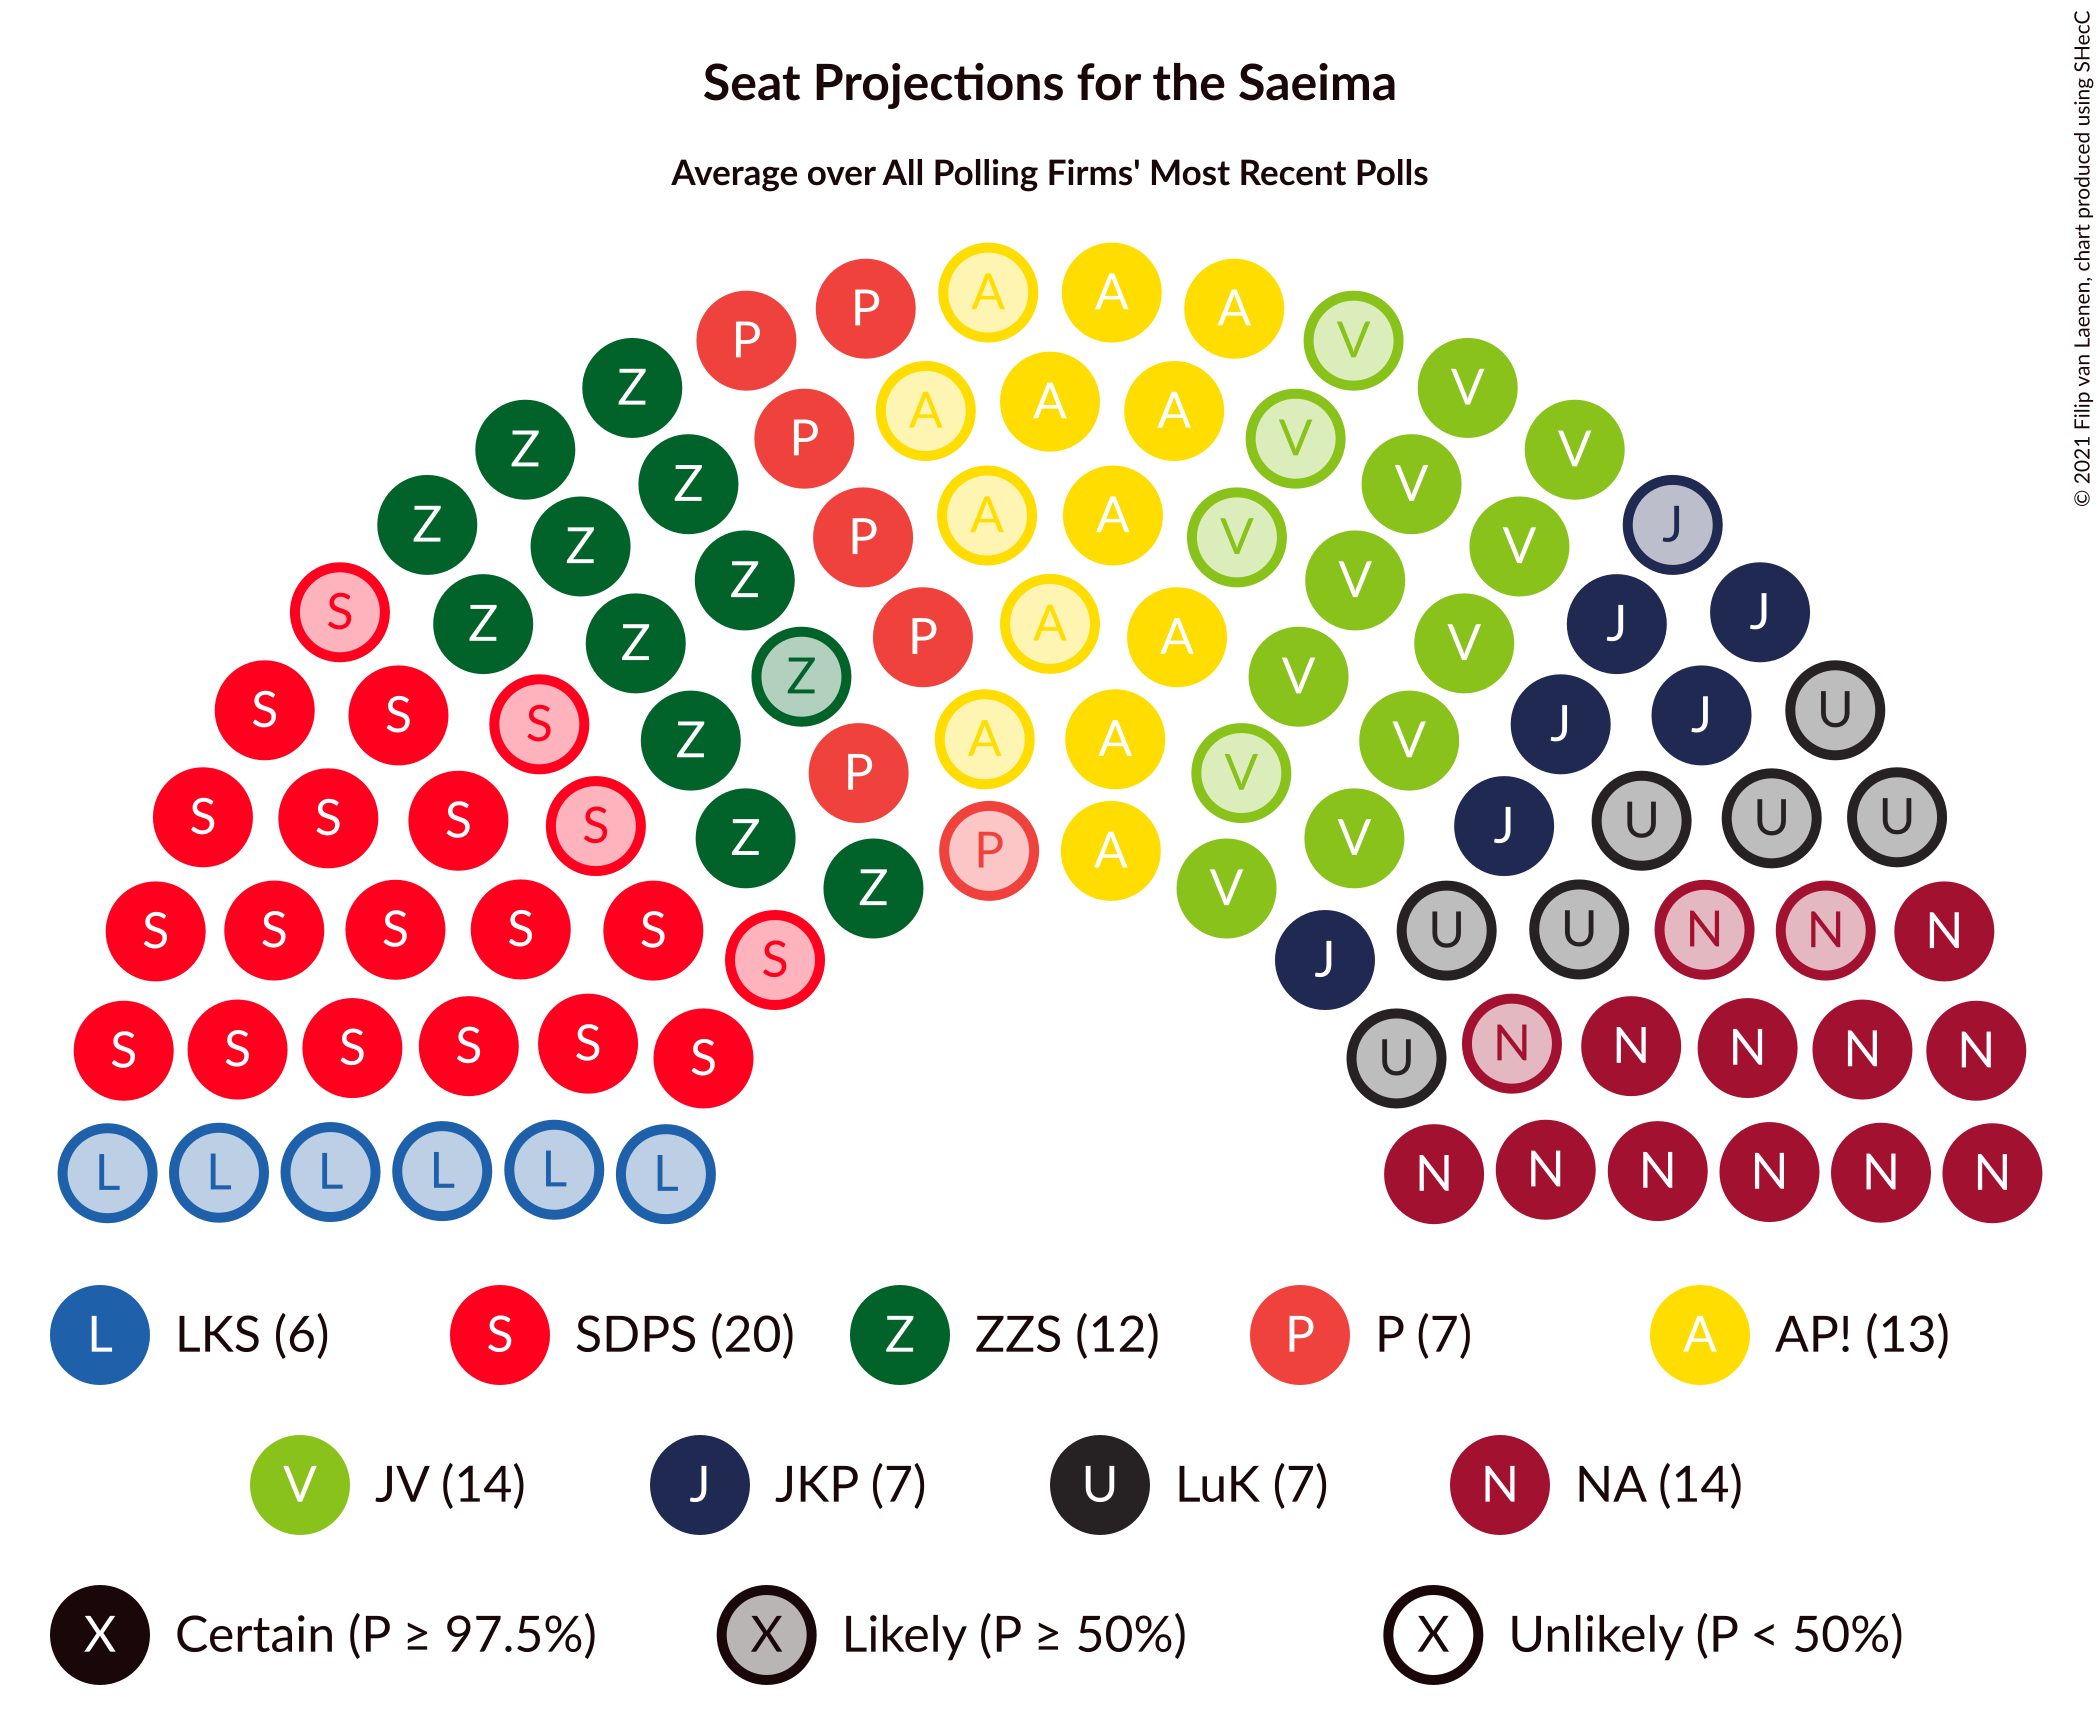 Seat Projections for the Saeima
Average over All Polling Firms' Most Recent Polls
© 2021 Filip van Laenen, chart produced using SHecC
A A A
P P V
Z A A A V V
Z P V V V
Z Z A A V J
Z P V V
S Z Z P A A V V J J
S S S Z Z V V J J U
S S S S Z P A A V V J U U U
Z P A V
S S S S S S J U U N N N
S S S S S S U N N N N N
L L L L L L N N N N N N
L LKS (6) S SDPS (20) Z ZZS (12) P P (7) A AP! (13)
V JV (14) J JKP (7) U LuK (7) N NA (14)
X Certain (P ≥ 97.5%) X Likely (P ≥ 50%) X Unlikely (P < 50%)